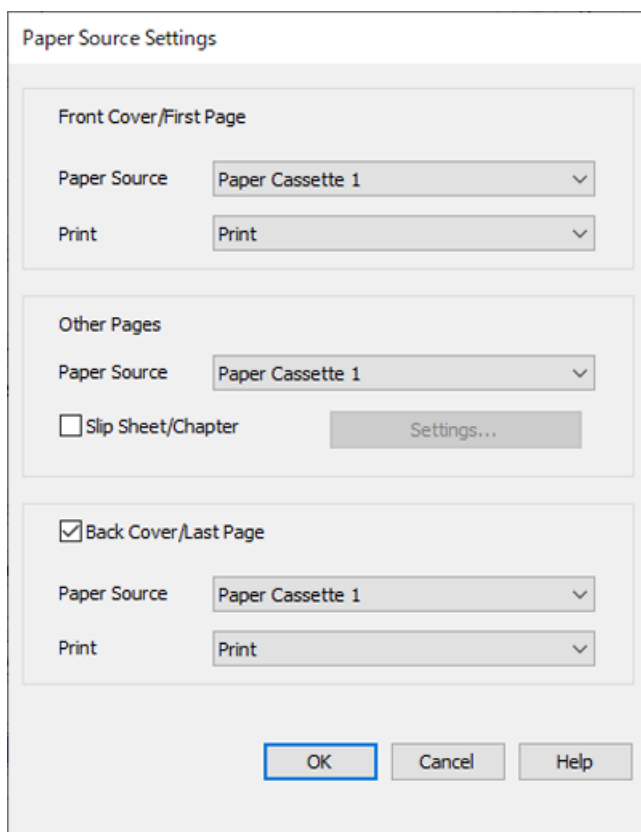 Paper Source Settings
Front Cover/First Page
Paper Source Paper Cassette 1
Print Print
Other Pages
Paper Source Paper Cassette 1
Slip Sheet/Chapter Settings...
Back Cover/Last Page
Paper Source Paper Cassette 1
Print Print
OK Cancel Help